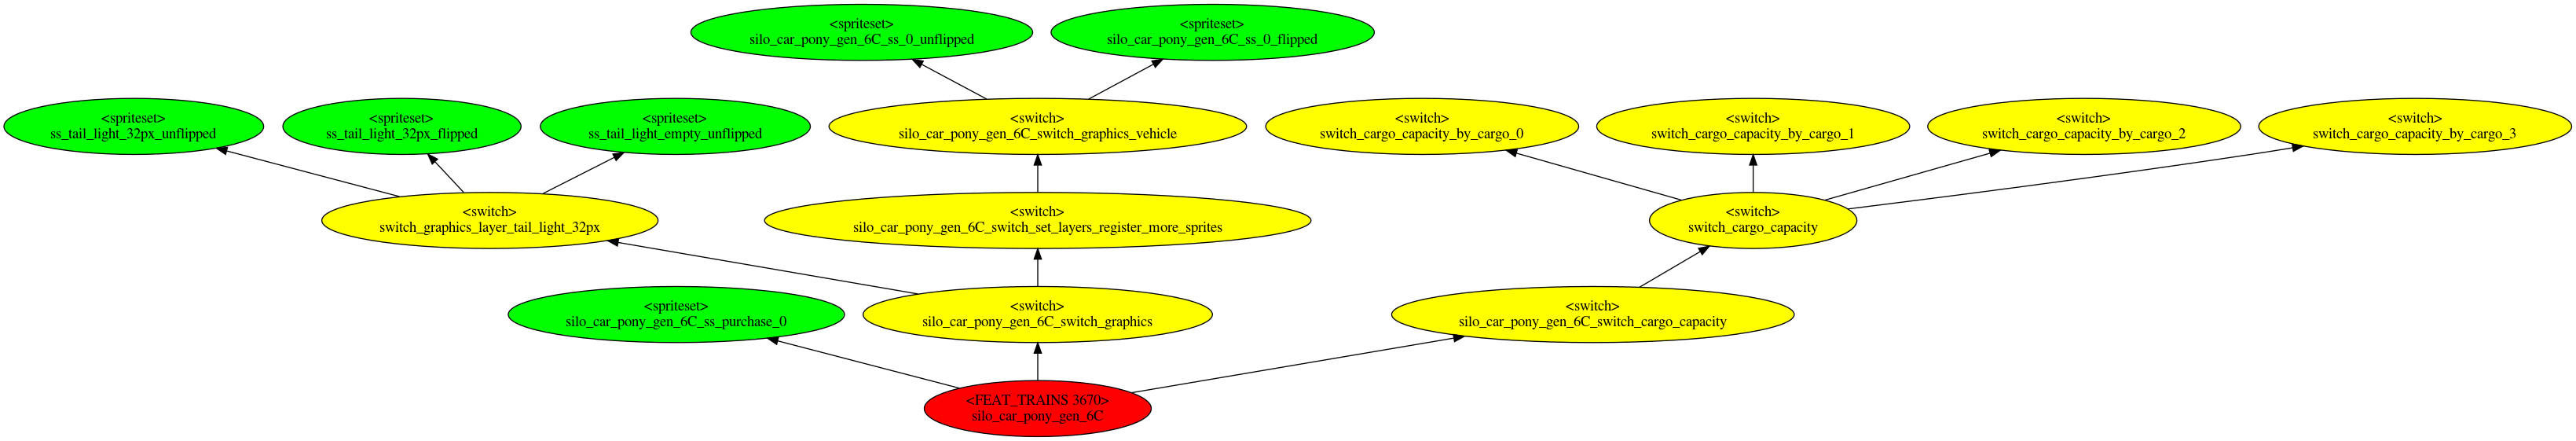 <spriteset>
silo_car_pony_gen_6C_ss_0_unflipped
<spriteset>
silo_car_pony_gen_6C_ss_0_flipped
<spriteset>
ss_tail_light_32px_unflipped
<spriteset>
ss_tail_light_32px_flipped
<spriteset>
ss_tail_light_empty_unflipped
<switch>
silo_car_pony_gen_6C_switch_graphics_vehicle
<switch>
switch_cargo_capacity_by_cargo_0
<switch>
switch_cargo_capacity_by_cargo_1
<switch>
switch_cargo_capacity_by_cargo_2
<switch>
switch_cargo_capacity_by_cargo_3
<switch>
switch_graphics_layer_tail_light_32px
<switch>
silo_car_pony_gen_6C_switch_set_layers_register_more_sprites
<switch>
switch_cargo_capacity
<spriteset>
silo_car_pony_gen_6C_ss_purchase_0
<switch>
silo_car_pony_gen_6C_switch_graphics
<switch>
silo_car_pony_gen_6C_switch_cargo_capacity
<FEAT_TRAINS 3670>
silo_car_pony_gen_6C